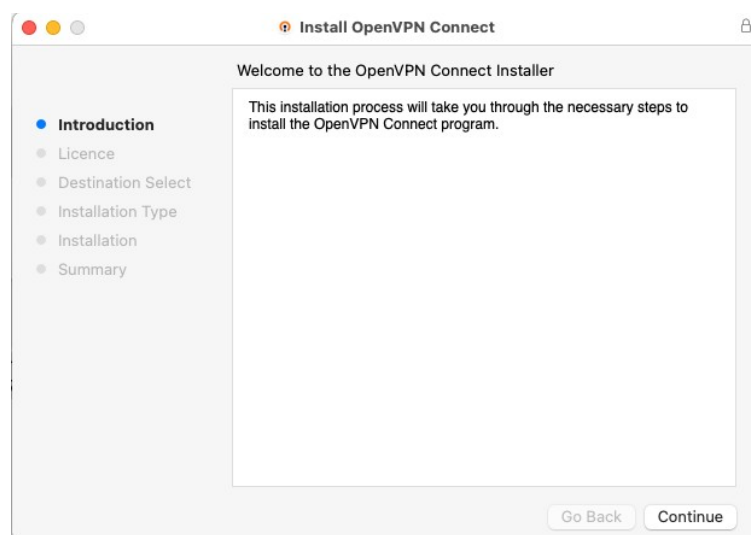 Install OpenVPN Connect
Welcome to the OpenVPN Connect Installer
Introduction
Licence
Destination Select
Installation Type
Installation
Summary
This installation process will take you through the necessary steps to
install the OpenVPN Connect program.
Go Back
Continue